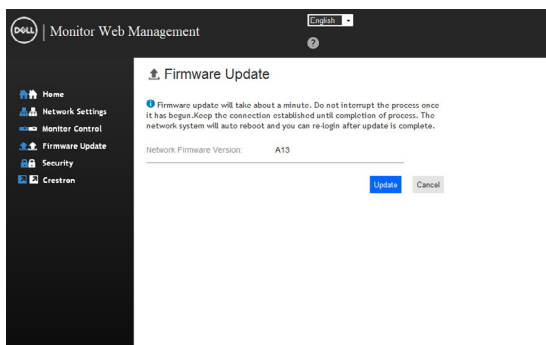 DELL | Monitor Web Management
English
?
Home
Network Settings
Monitor Control
Firmware Update
Security
Crestron
Firmware Update
Firmware update will take about a minute. Do not interrupt the process once
it has begun.Keep the connection established until completion of process. The
network system will auto reboot and you can re-login after update is complete.
Network Firmware Version: A13
Update Cancel